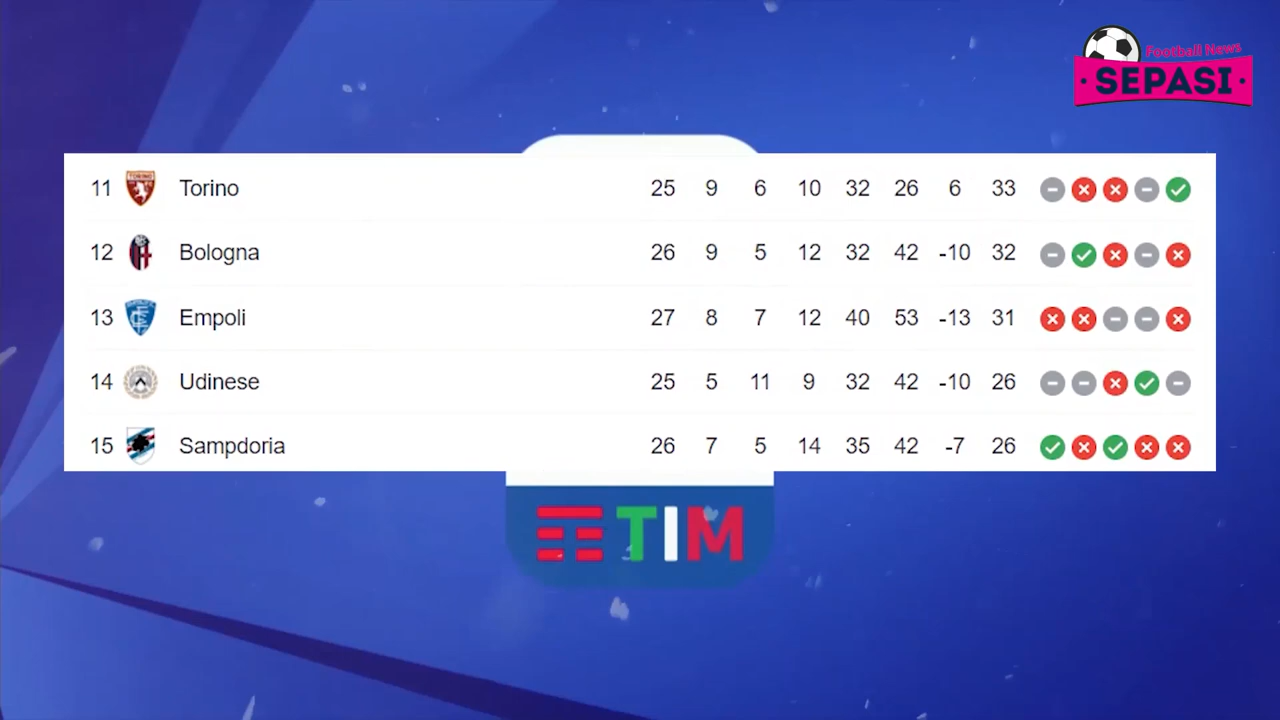 Football News
SEPASI
11 Torino 25 9 6 10 32 26 6 33
12 Bologna 26 9 5 12 32 42 -10 32
13 Empoli 27 8 7 12 40 53 -13 31
14 Udinese 25 5 11 9 32 42 -10 26
15 Sampdoria 26 7 5 14 35 42 -7 26
TIM